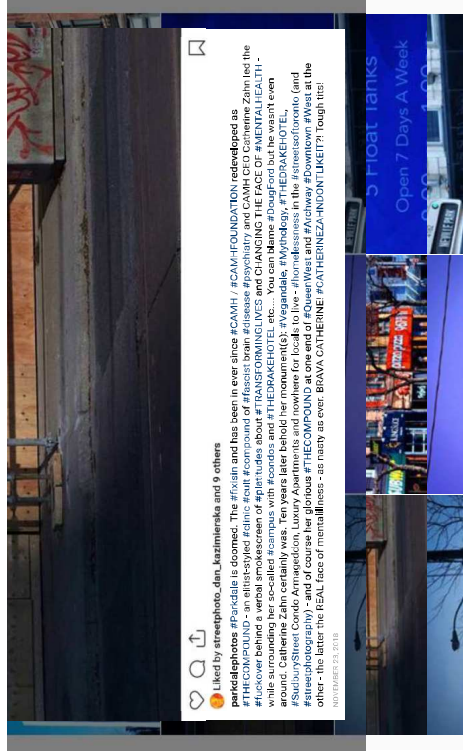 Liked by streetphoto_dan_kazimierska and 9 others
parkdalephotos #Parkdale is doomed. The #fixisin and has been in ever since #CAMH / #CAMHFOUNDATION redeveloped as
#THECOMPOUND - an elitist-styled #clinic #cult #compound of #fascist brain #disease #psychiatry and CAMH CEO Catherine Zahn led the
#fuckover behind a verbal smokescreen of #platitudes about #TRANSFORMINGLIVES and CHANGING THE FACE OF #MENTALHEALTH -
while surrounding her so-called #campus with #condos and #THEDRAKEHOTEL etc.... You can blame #DougFord but he wasn't even
around. Catherine Zahn certainly was. Ten years later behold her monument(s): #Vegandale, #Mythology, #THEDRAKEHOTEL,
#SudburyStreet Condo Armageddon, Luxury Apartments and nowhere for locals to live - #homelessness in the #streetsoftoronto (and
#streetphotography) - and of course her glorious #THECOMPOUND at one end of #QueenWest and #Archway #Downtown #West at the
other - the latter the REAL face of mentalillness - as nasty as ever. BRAVA CATHERINE! #CATHERINEZAHNDONTLIKEIT?! Tough tits!
NOVEMBER 23, 2018
5 Float Tanks
Open 7 Days A Week